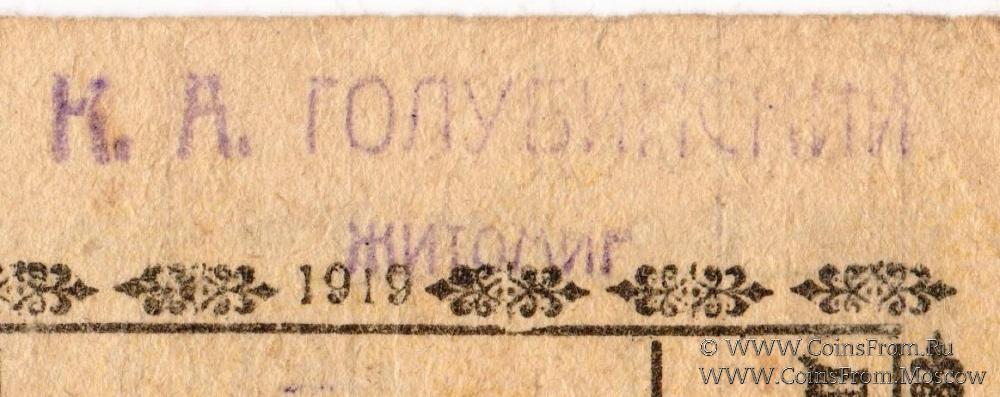 К. А. ГОЛУБИНСКИЙ
ЖИТОМИР
1919
© WWW.CoinsFrom.Ru
WWW.CoinsFrom.Moscow